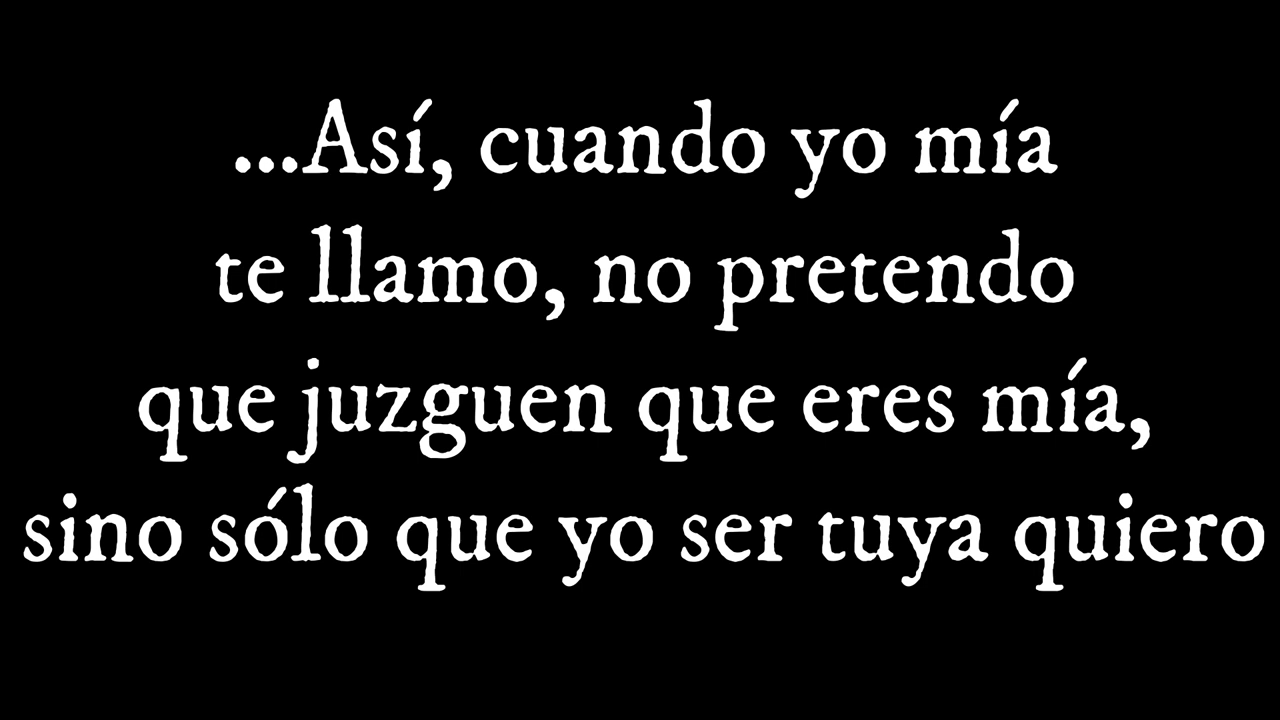 ...Así, cuando yo mía
te llamo, no pretendo
que juzguen que eres mía,
sino sólo que yo ser tuya quiero